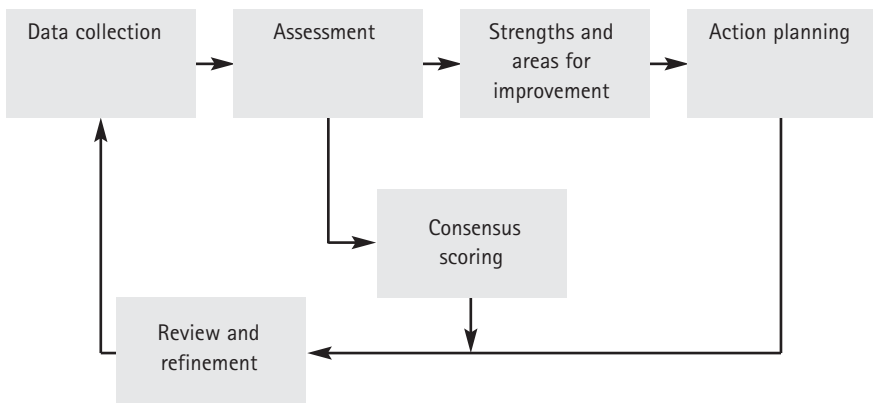 Data collection
Assessment
Strengths and
areas for
improvement
Action planning
Consensus
scoring
Review and
refinement